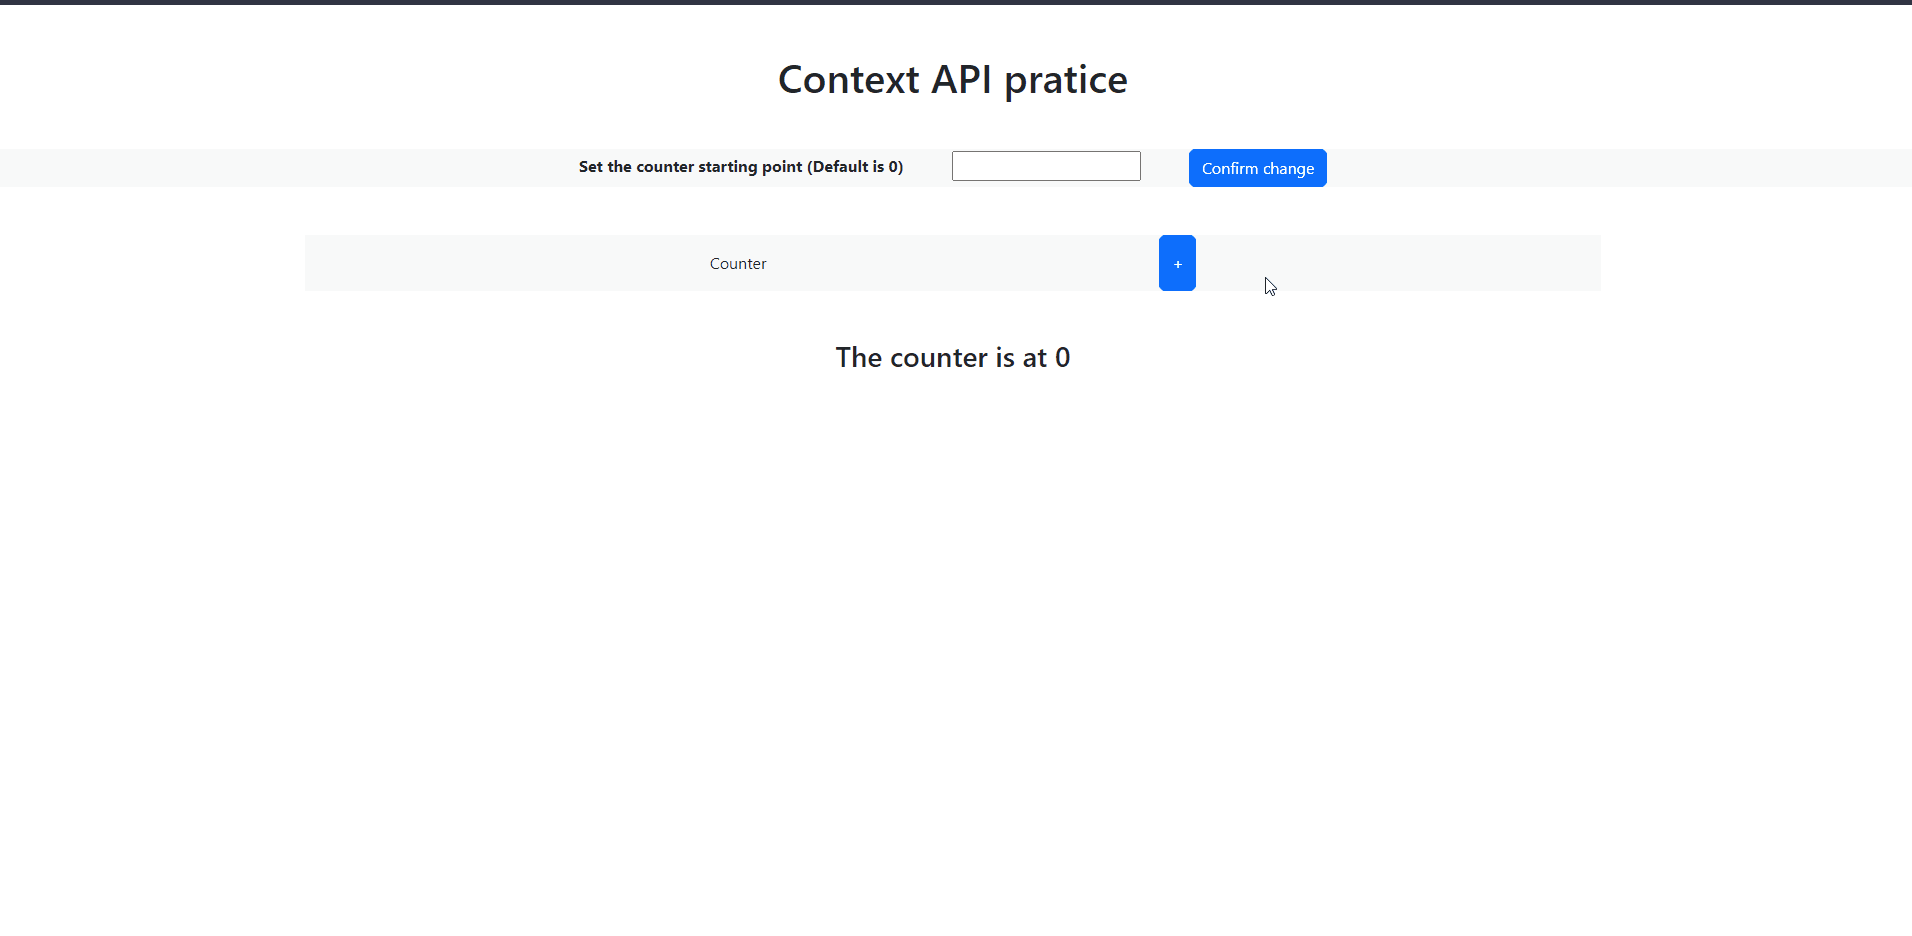 Context API pratice
Set the counter starting point (Default is 0) Confirm change
Counter +
The counter is at 0